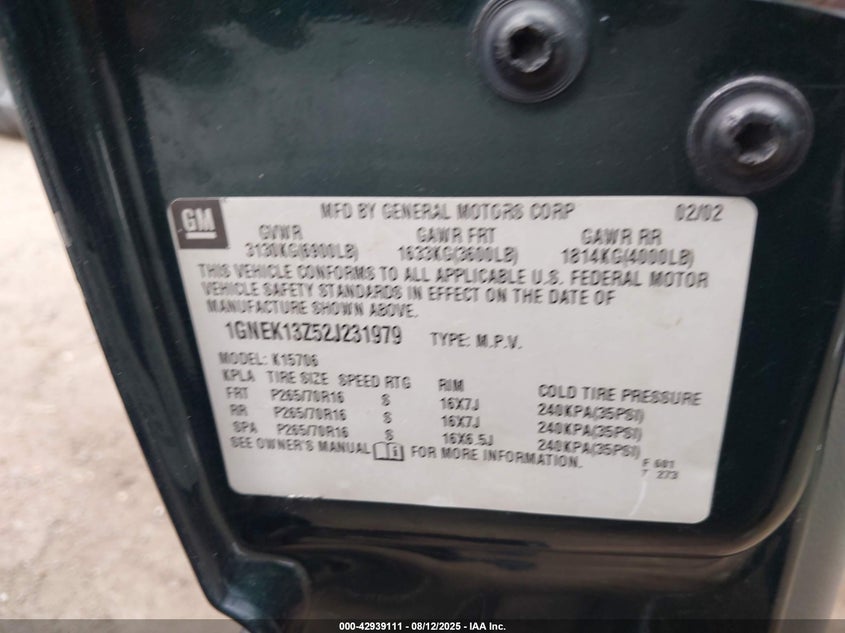 GM
MFD BY GENERAL MOTORS CORP 02/02
GVWR GAWR FRT GAWR RR
3130KG(6900LB) 1633KG(3600LB) 1814KG(4000LB)
THIS VEHICLE CONFORMS TO ALL APPLICABLE U.S. FEDERAL MOTOR
VEHICLE SAFETY STANDARDS IN EFFECT ON THE DATE OF
MANUFACTURE SHOWN ABOVE.
1GNEK13Z52J231979 TYPE: M.P.V.
MODEL: K15706
KPLA TIRE SIZE SPEED RTG RIM COLD TIRE PRESSURE
FRT P265/70R16 S 16X7J 240KPA(35PSI)
RR P265/70R16 S 16X7J 240KPA(35PSI)
SPA P265/70R16 S 16X6.5J 240KPA(35PSI)
SEE OWNER'S MANUAL FOR MORE INFORMATION.
F 601
T 273
000-42939111 - 08/12/2025 - IAA Inc.